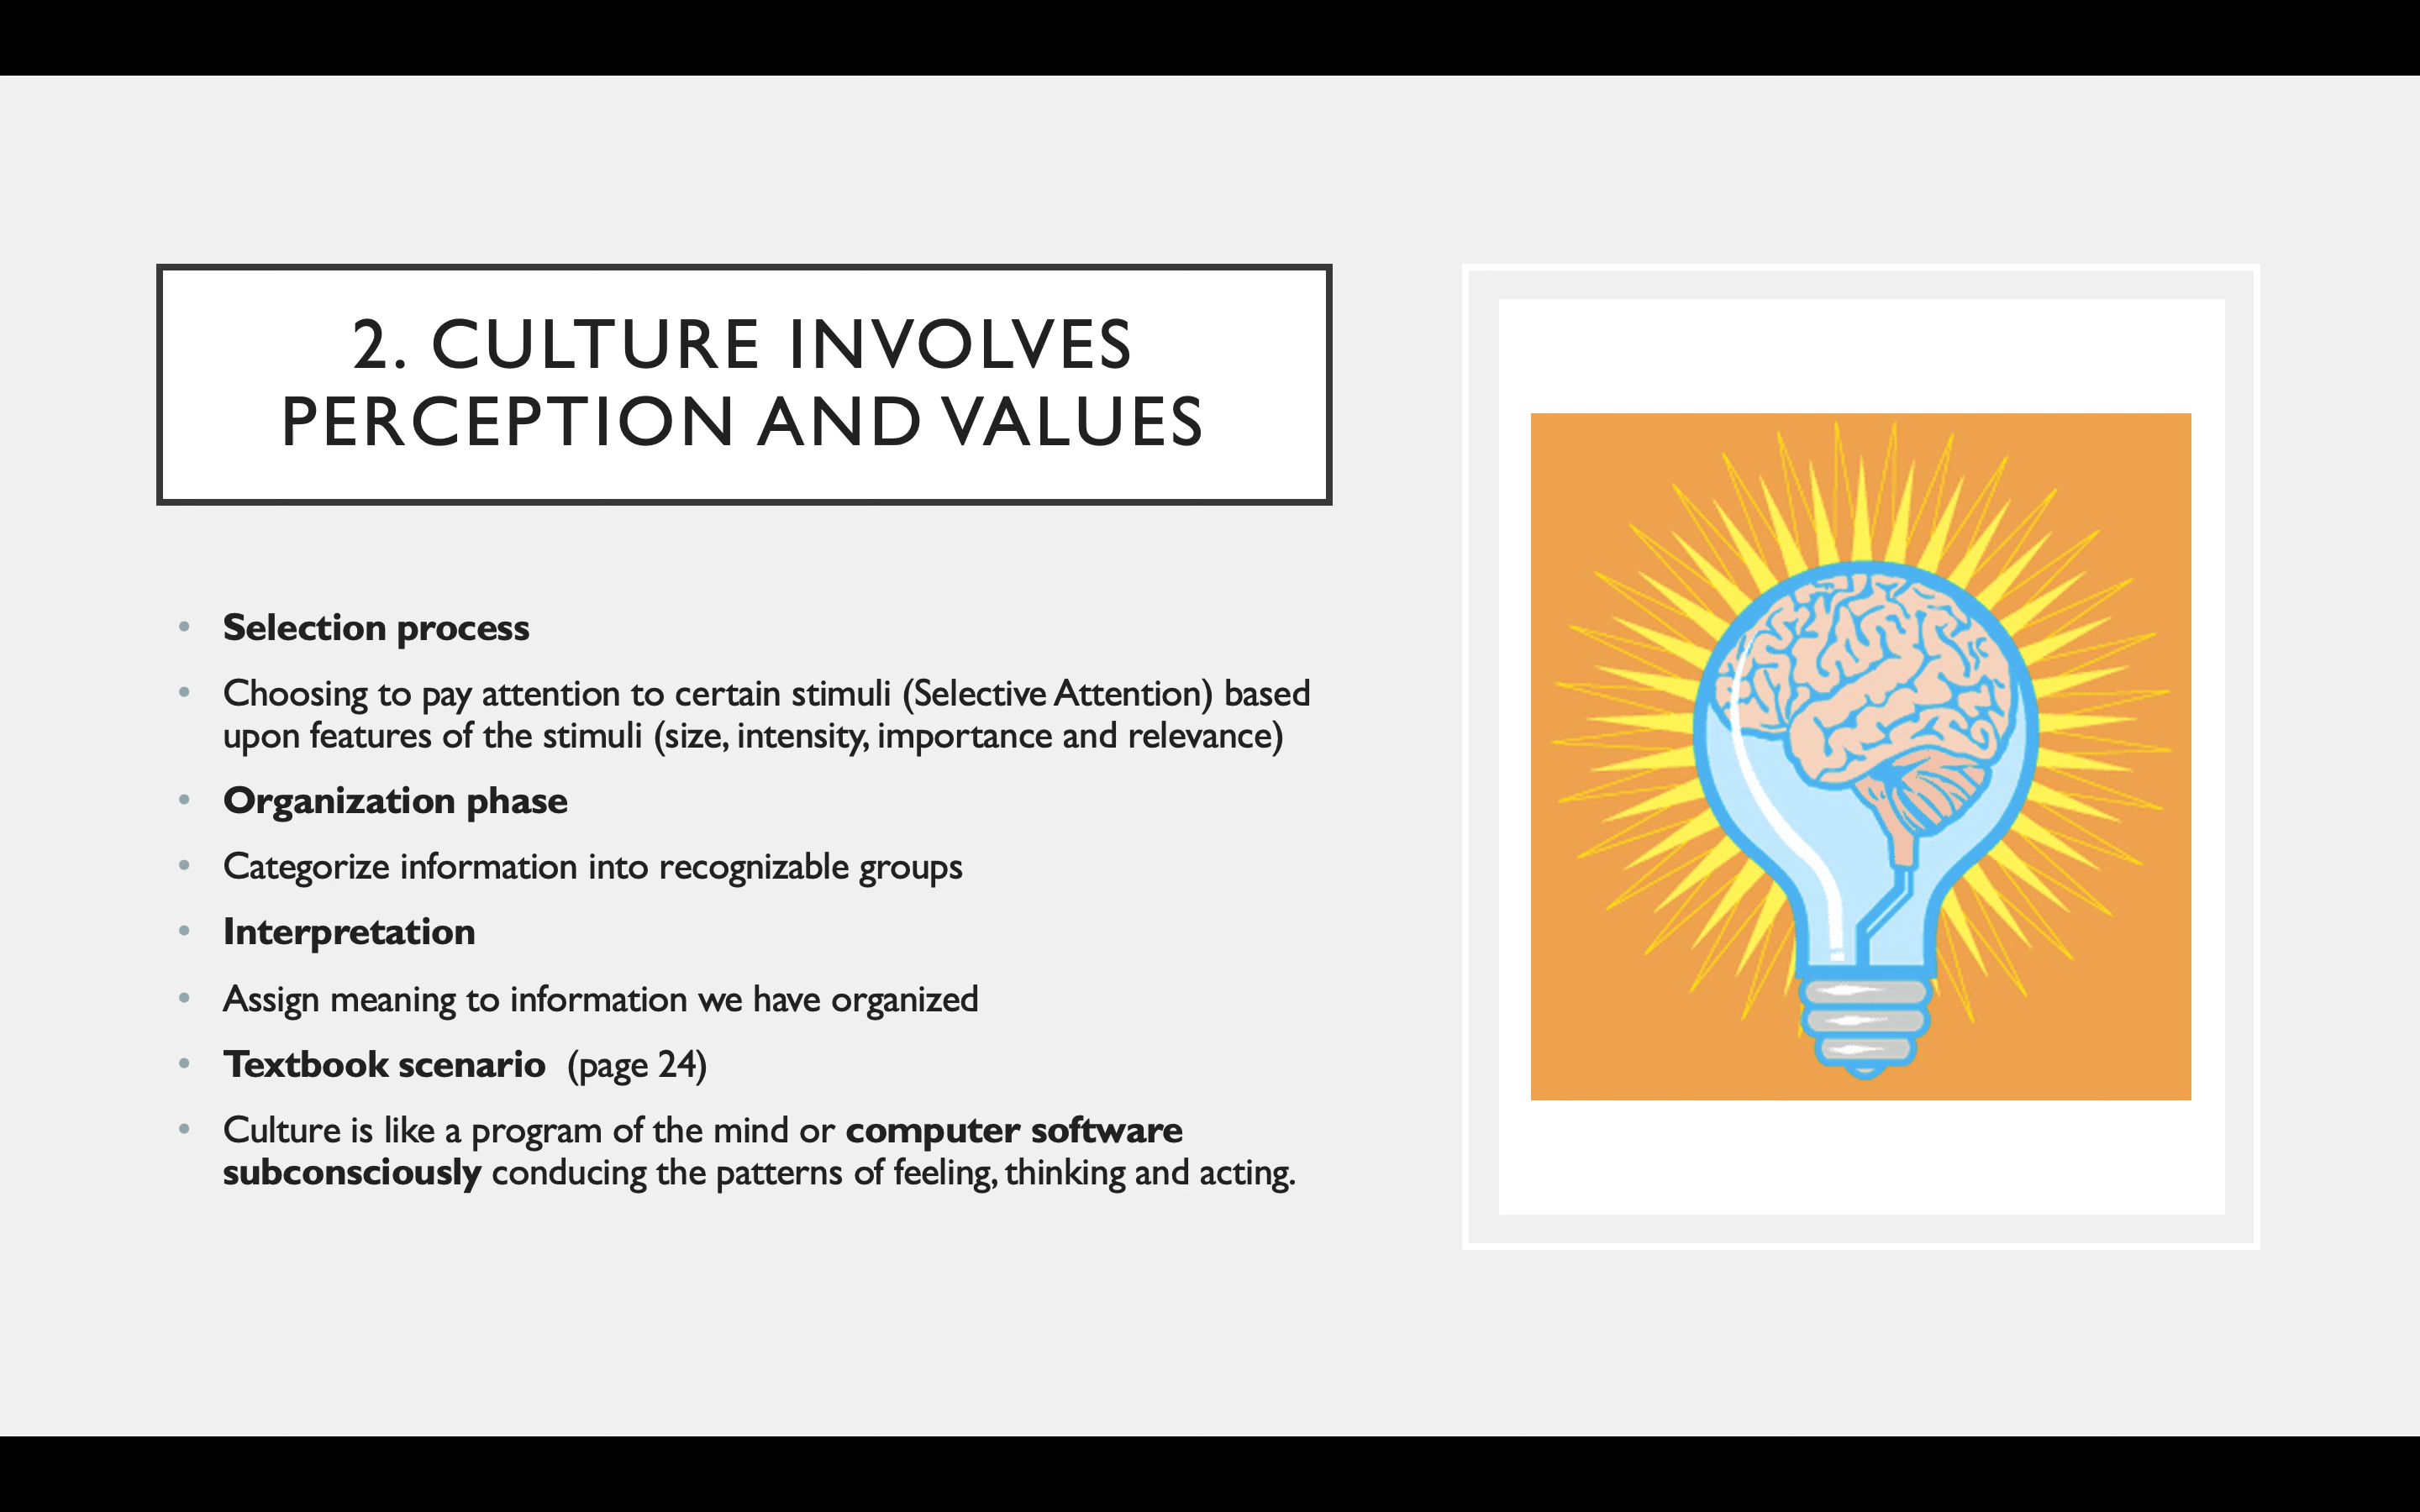 2. CULTURE INVOLVES
PERCEPTION AND VALUES
• Selection process
• Choosing to pay attention to certain stimuli (Selective Attention) based
upon features of the stimuli (size, intensity, importance and relevance)
• Organization phase
• Categorize information into recognizable groups
• Interpretation
• Assign meaning to information we have organized
• Textbook scenario (page 24)
• Culture is like a program of the mind or computer software
subconsciously conducing the patterns of feeling, thinking and acting.